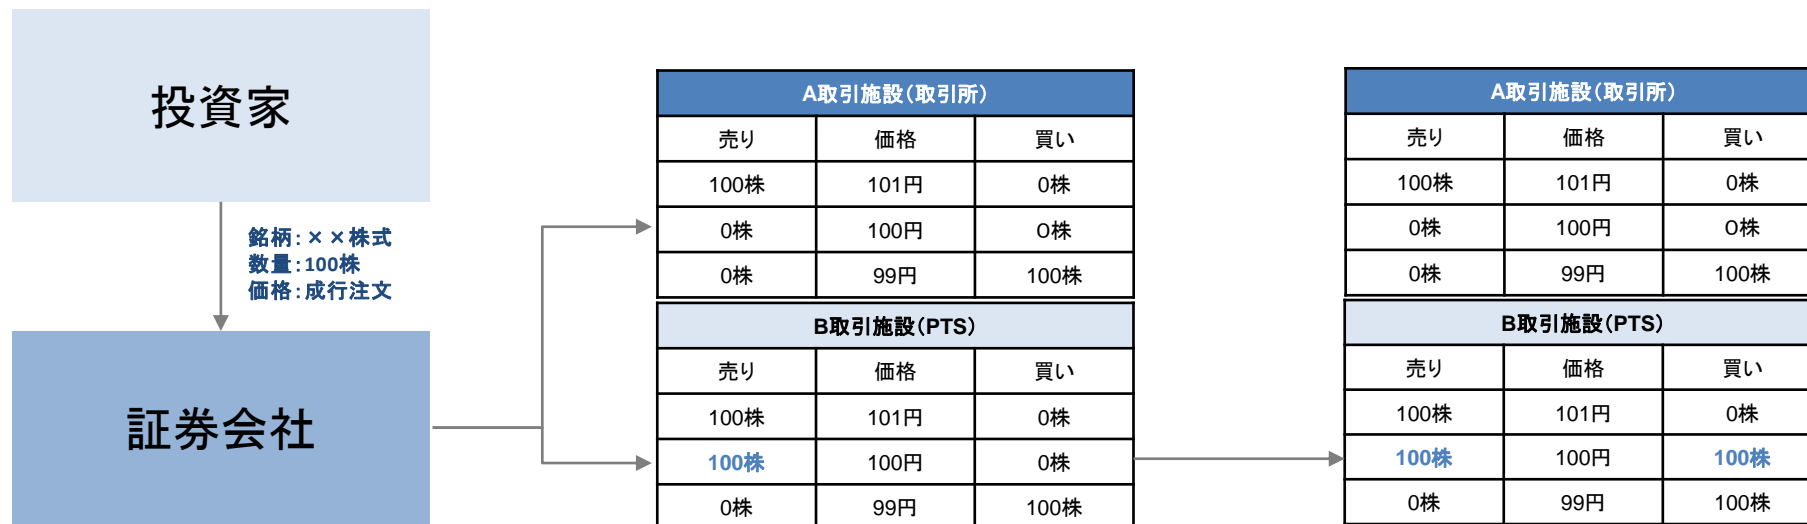 投資家
銘柄：××株式
数量：100株
価格：成行注文
証券会社
A取引施設（取引所）
売り 価格 買い
100株 101円 0株
0株 100円 O株
0株 99円 100株
B取引施設（PTS）
売り 価格 買い
100株 101円 0株
100株 100円 0株
0株 99円 100株
A取引施設（取引所）
売り 価格 買い
100株 101円 0株
0株 100円 O株
0株 99円 100株
B取引施設（PTS）
売り 価格 買い
100株 101円 0株
100株 100円 100株
0株 99円 100株